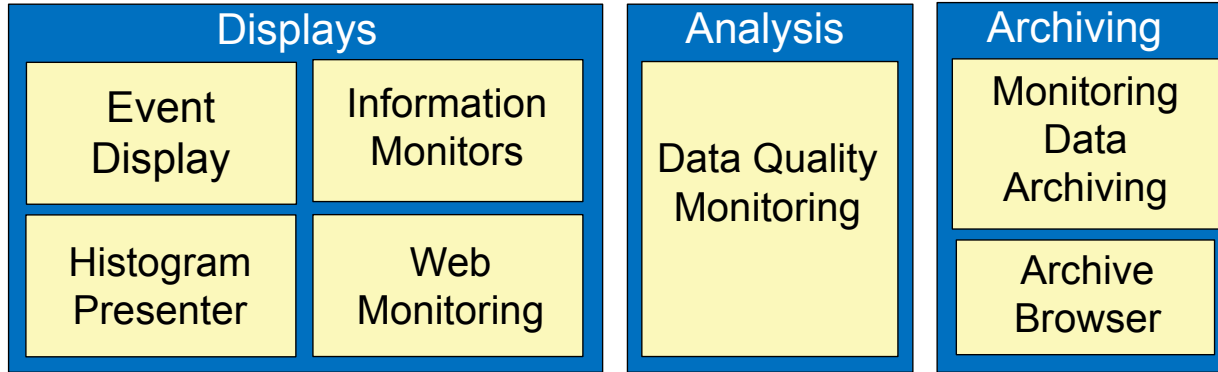 Displays
Event
Display
Information
Monitors
Histogram
Presenter
Web
Monitoring
Analysis
Data Quality
Monitoring
Archiving
Monitoring
Data
Archiving
Archive
Browser